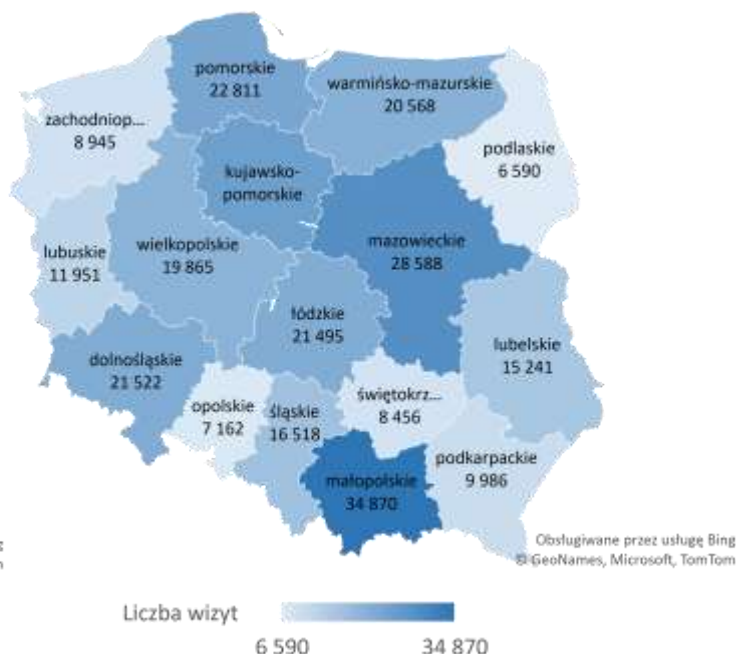 pomorskie
22 811
warmińsko-mazurskie
20 568
zachodniop...
8 945
podlaskie
6 590
kujawsko-
pomorskie
mazowieckie
28 588
wielkopolskie
19 865
lubuskie
11 951
łódzkie
21 495
lubelskie
15 241
dolnośląskie
21 522
świętokrz...
8 456
opolskie
7 162
śląskie
16 518
podkarpackie
9 986
małopolskie
34 870
Obsługiwane przez usługę Bing
© GeoNames, Microsoft, TomTom
Liczba wizyt
6 590
34 870